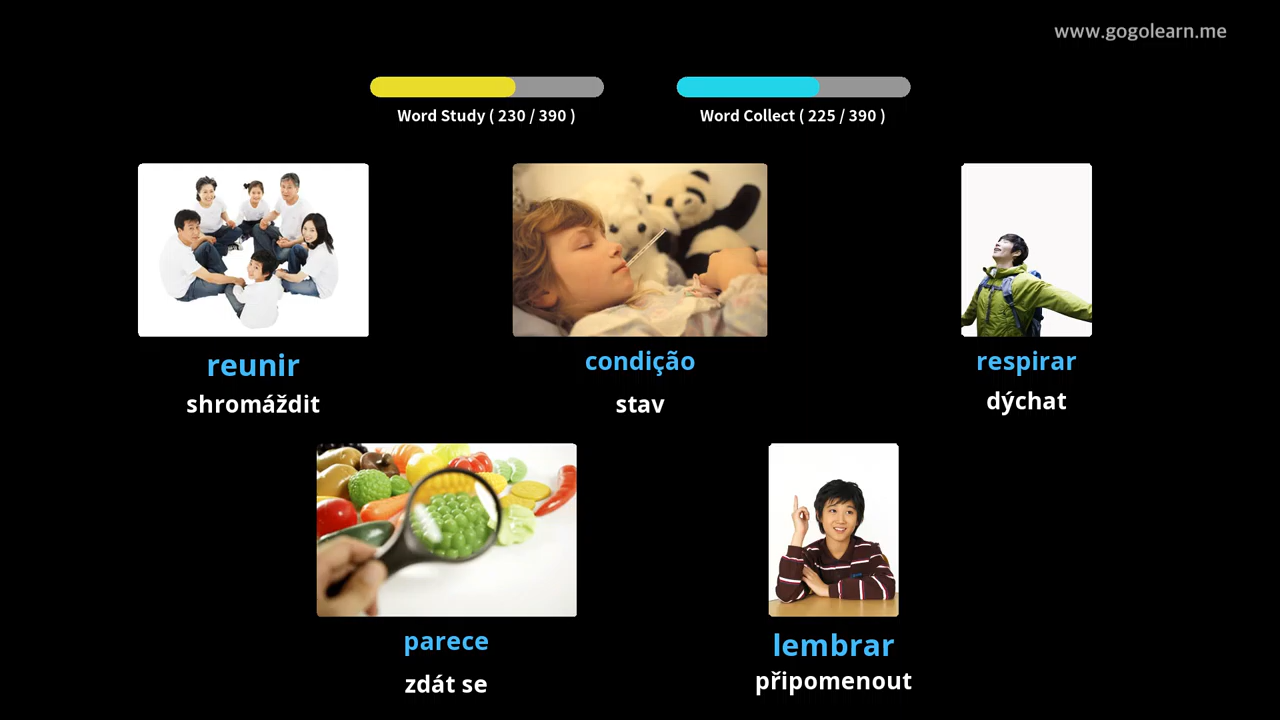 www.gogolearn.me
Word Study ( 230 / 390 )
Word Collect ( 225 / 390 )
reunir
shromáždit
condição
stav
respirar
dýchat
parece
zdát se
lembrar
připomenout